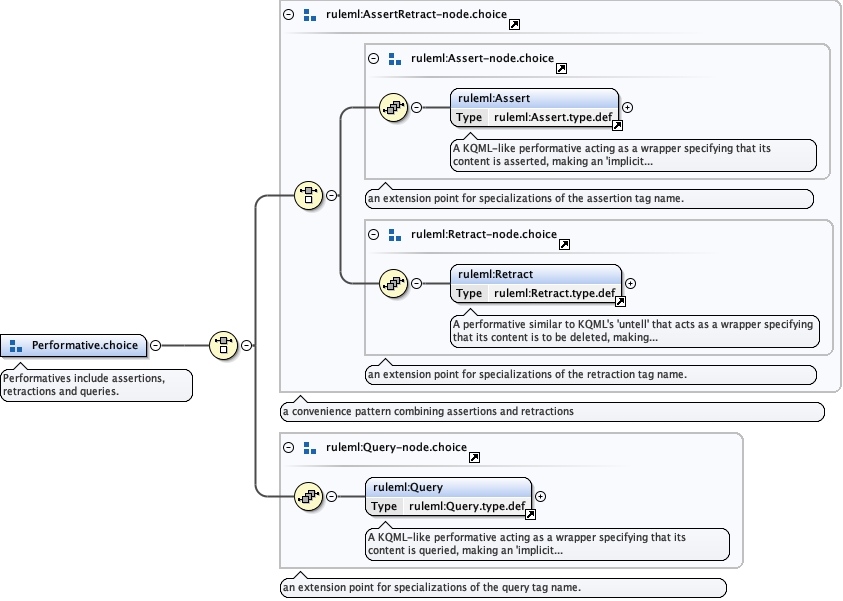 ruleml:AssertRetract-node.choice
ruleml:Assert-node.choice
ruleml:Assert
Type ruleml:Assert.type.def
A KQML-like performative acting as a wrapper specifying that its
content is asserted, making an 'implicit...
an extension point for specializations of the assertion tag name.
ruleml:Retract-node.choice
ruleml:Retract
Type ruleml:Retract.type.def
A performative similar to KQML's 'untell' that acts as a wrapper specifying
that its content is to be deleted, making...
an extension point for specializations of the retraction tag name.
a convenience pattern combining assertions and retractions
Performative.choice
Performatives include assertions,
retractions and queries.
ruleml:Query-node.choice
ruleml:Query
Type ruleml:Query.type.def
A KQML-like performative acting as a wrapper specifying that its
content is queried, making an 'implicit...
an extension point for specializations of the query tag name.